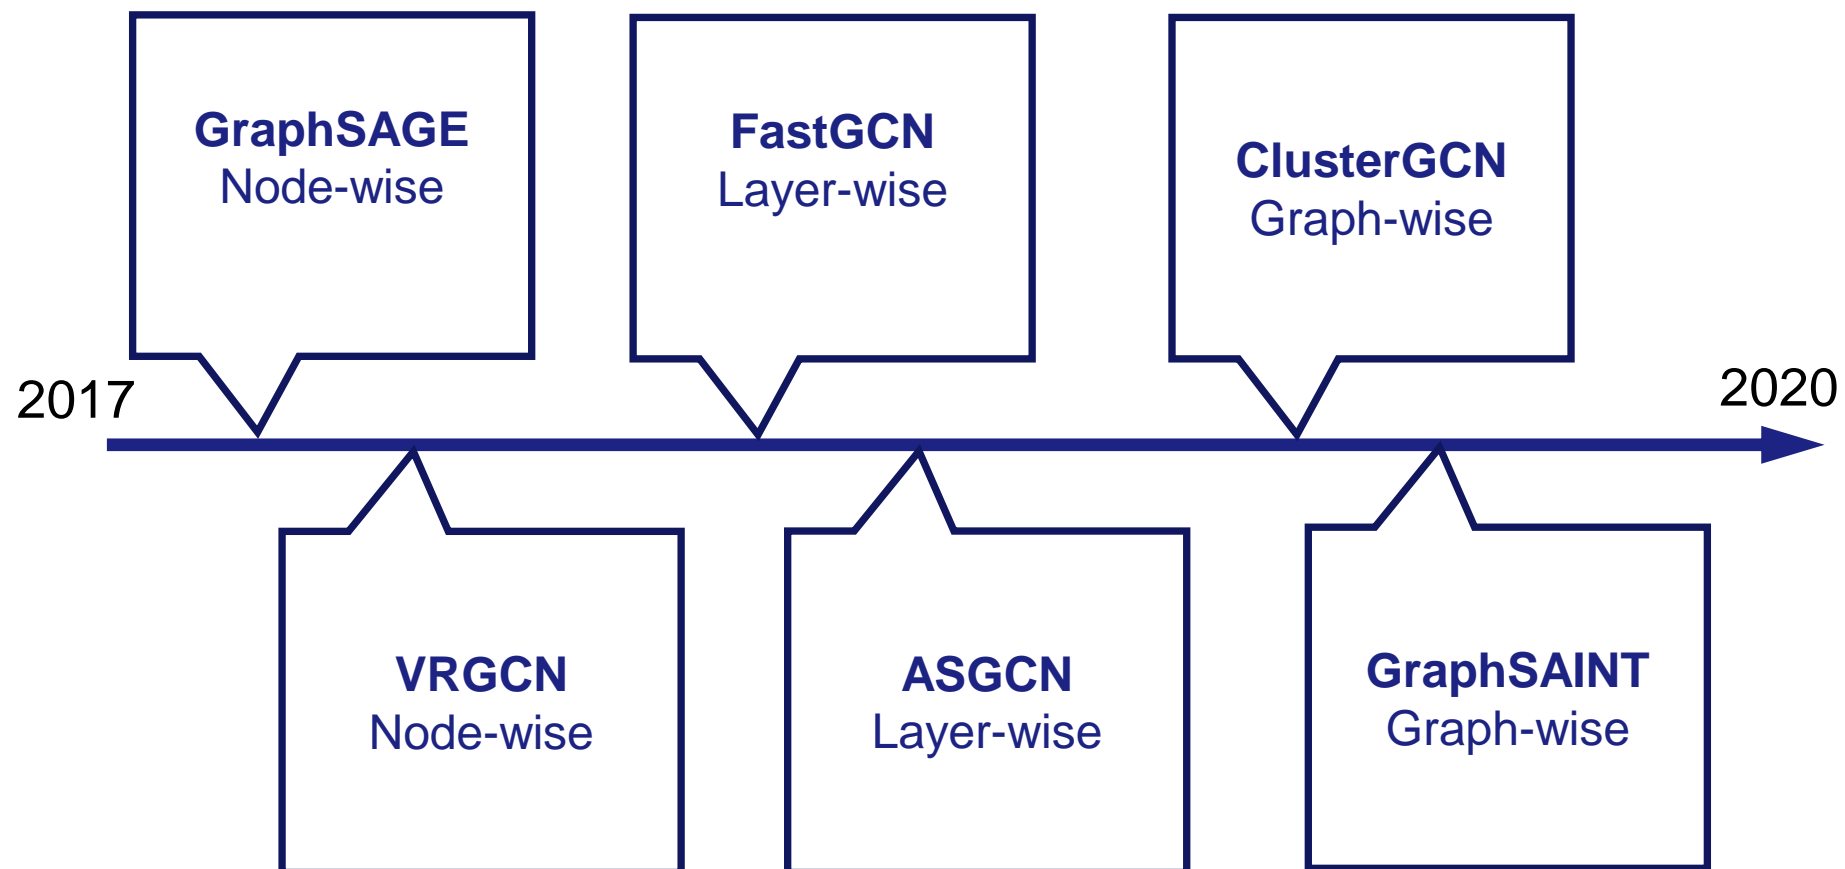 GraphSAGE
Node-wise
FastGCN
Layer-wise
ClusterGCN
Graph-wise
2017
2020
VRGCN
Node-wise
ASGCN
Layer-wise
GraphSAINT
Graph-wise